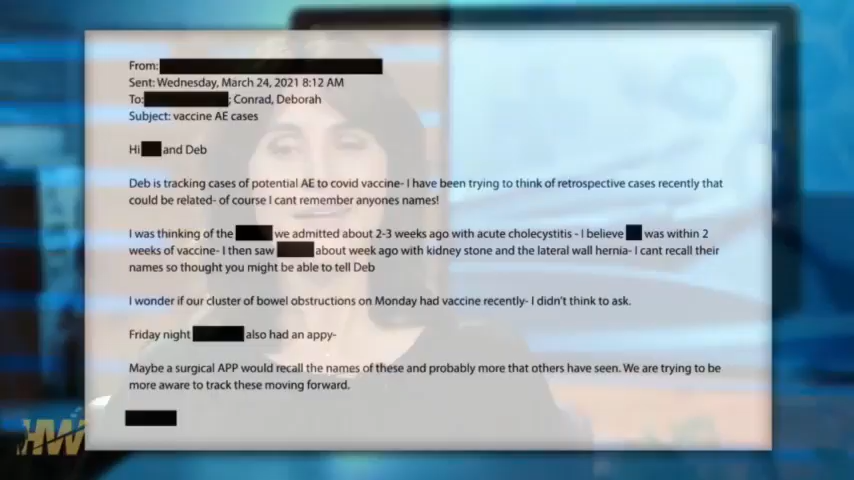 From:
Sent: Wednesday, March 24, 2021 8:12 AM
To: ; Conrad, Deborah
Subject: vaccine AE cases
Hi and Deb
Deb is tracking cases of potential AE to covid vaccine- I have been trying to think of retrospective cases recently that
could be related- of course I cant remember anyones names!
I was thinking of the we admitted about 2-3 weeks ago with acute cholecystitis - I believe was within 2
weeks of vaccine- I then saw about week ago with kidney stone and the lateral wall hernia- I cant recall their
names so thought you might be able to tell Deb
I wonder if our cluster of bowel obstructions on Monday had vaccine recently- I didn't think to ask.
Friday night also had an appy-
Maybe a surgical APP would recall the names of these and probably more that others have seen. We are trying to be
more aware to track these moving forward.
HW